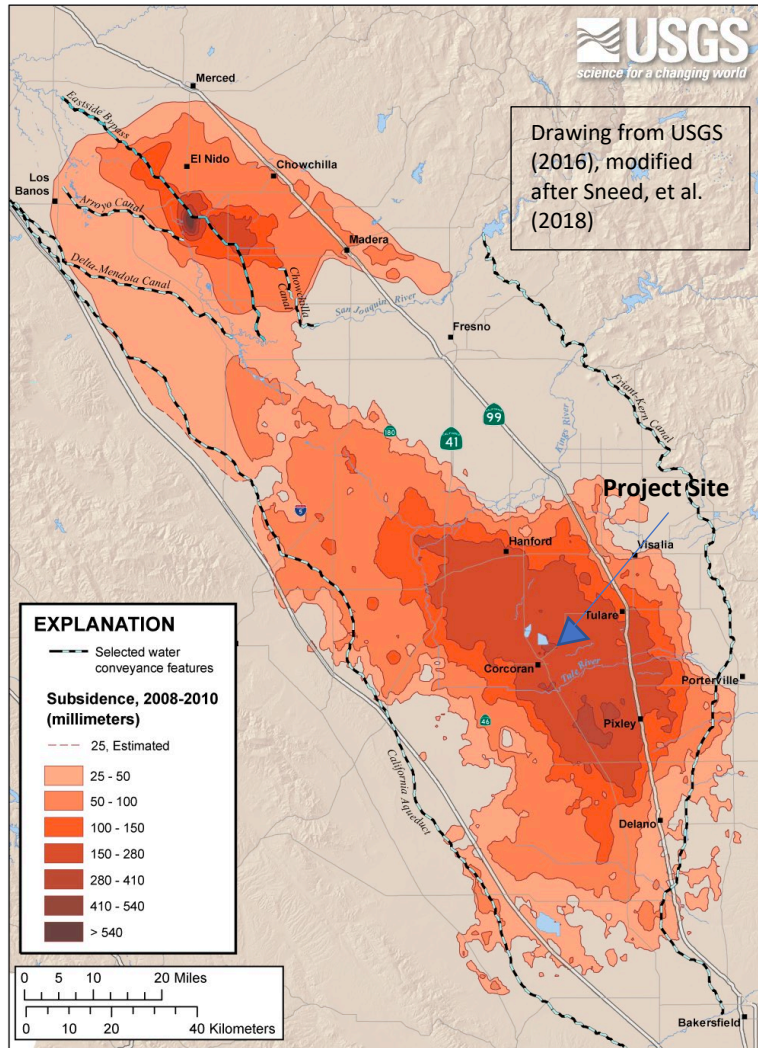 USGS
science for a changing world
Drawing from USGS
(2016), modified
after Sneed, et al.
(2018)
Merced
Eastside Bypass
El Nido
Chowchilla
Los
Banos
Arroyo Canal
Madera
Delta-Mendota Canal
Chowchilla
Canal
San Joaquin River
Fresno
Friant-Kern Canal
CALIFORNIA
99
180
CALIFORNIA
41
Kings River
Project Site
5
Hanford
Visalia
Tulare
Corcoran
Tule River
Porterville
46
Pixley
California Aqueduct
Delano
Bakersfield
EXPLANATION
Selected water
conveyance features
Subsidence, 2008-2010
(millimeters)
25, Estimated
25 - 50
50 - 100
100 - 150
150 - 280
280 - 410
410 - 540
> 540
0 5 10 20 Miles
0 10 20 40 Kilometers